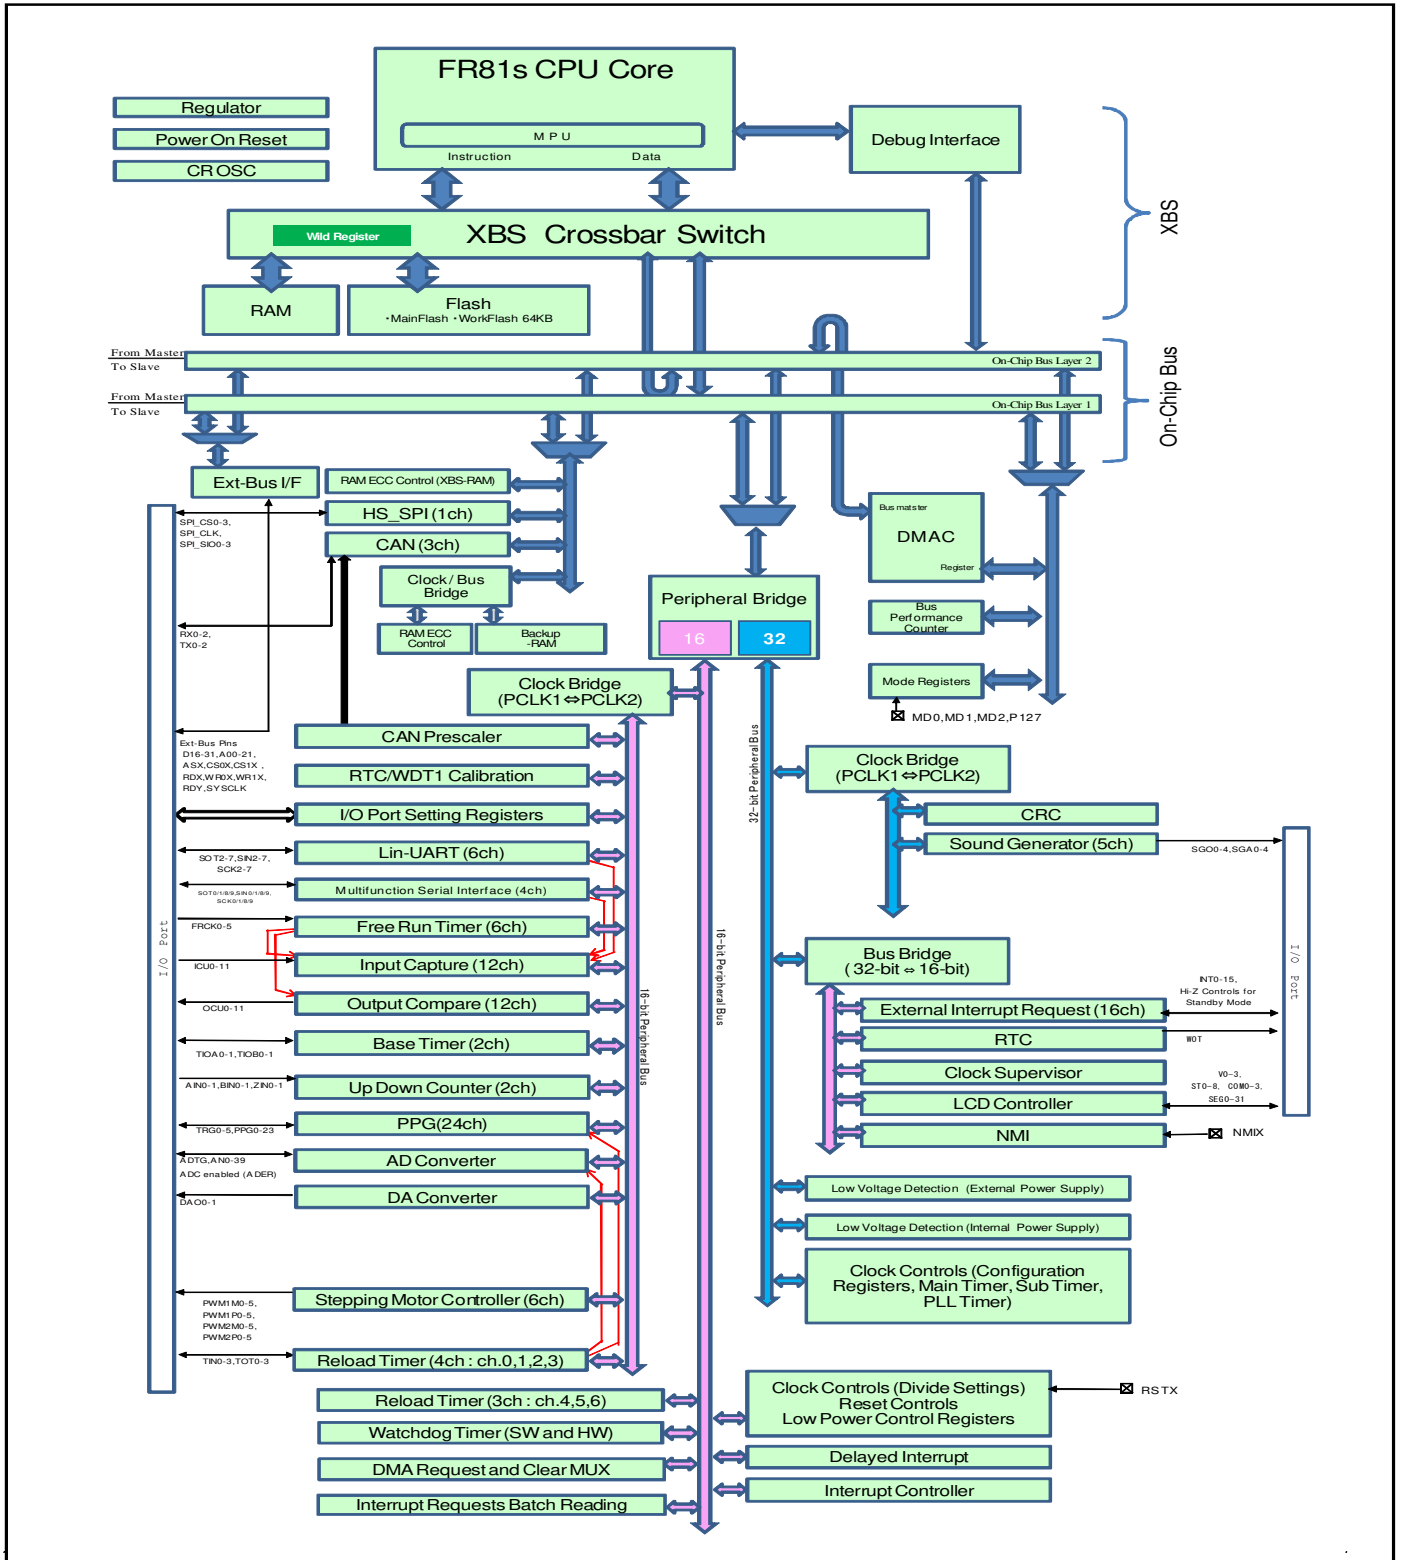 FR81s CPU Core
MPU
Instruction
Data
Regulator
Power On Reset
CR OSC
Debug Interface
XBS
Wild Register
XBS Crossbar Switch
RAM
Flash
・MainFlash ・WorkFlash 64KB
From Master
To Slave
On-Chip Bus Layer 2
From Master
To Slave
On-Chip Bus Layer 1
On-Chip Bus
Ext-Bus I/F
RAM ECC Control (XBS-RAM)
HS_SPI (1ch)
CAN (3ch)
Clock / Bus
Bridge
RAM ECC
Control
Backup
-RAM
SPI_CS0-3,
SPI_CLK,
SPI_SIO0-3
RX0-2,
TX0-2
Peripheral Bridge
16
32
Bus matster
DMAC
Register
Bus
Performance
Counter
Mode Registers
MD0,MD1,MD2,P127
Clock Bridge
(PCLK1⇔PCLK2)
Ext-Bus Pins
D16-31,A00-21,
ASX,CS0X,CS1X ,
RDX,WR0X,WR1X,
RDY,SYSCLK
CAN Prescaler
RTC/WDT1 Calibration
I/O Port Setting Registers
Lin-UART (6ch)
SOT2-7,SIN2-7,
SCK2-7
Multifunction Serial Interface (4ch)
SOT0/1/8/9,SIN0/1/8/9,
SCK0/1/8/9
Free Run Timer (6ch)
FRCK0-5
Input Capture (12ch)
ICU0-11
Output Compare (12ch)
OCU0-11
Base Timer (2ch)
TIOA0-1,TIOB0-1
Up Down Counter (2ch)
AIN0-1,BIN0-1,ZIN0-1
PPG(24ch)
TRG0-5,PPG0-23
AD Converter
ADTG,AN0-39
ADC enabled (ADER)
DA Converter
DAO0-1
Stepping Motor Controller (6ch)
PWM1M0-5,
PWM1P0-5,
PWM2M0-5,
PWM2P0-5
Reload Timer (4ch : ch.0,1,2,3)
TIN0-3,TOT0-3
I/O Port
16-bit Peripheral Bus
16-bit Peripheral Bus
32-bit Peripheral Bus
Clock Bridge
(PCLK1⇔PCLK2)
CRC
Sound Generator (5ch)
SGO0-4,SGA0-4
I/O Port
Bus Bridge
(32-bit ⇔ 16-bit)
External Interrupt Request (16ch)
INT0-15,
Hi-Z Controls for
Standby Mode
RTC
WOT
Clock Supervisor
LCD Controller
V0-3,
ST0-8, COM0-3,
SEG0-31
NMI
NMIX
Low Voltage Detection (External Power Supply)
Low Voltage Detection (Internal Power Supply)
Clock Controls (Configuration
Registers, Main Timer, Sub Timer,
PLL Timer)
Reload Timer (3ch : ch.4,5,6)
Watchdog Timer (SW and HW)
DMA Request and Clear MUX
Interrupt Requests Batch Reading
Clock Controls (Divide Settings)
Reset Controls
Low Power Control Registers
RSTX
Delayed Interrupt
Interrupt Controller